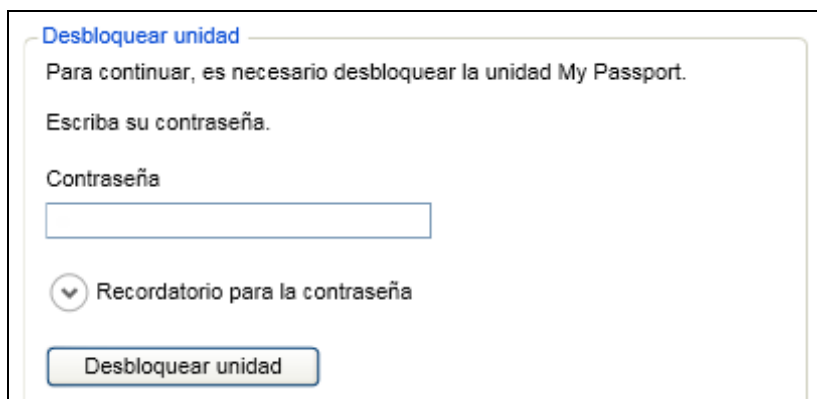 Desbloquear unidad
Para continuar, es necesario desbloquear la unidad My Passport.
Escriba su contraseña.
Contraseña
Recordatorio para la contraseña
Desbloquear unidad